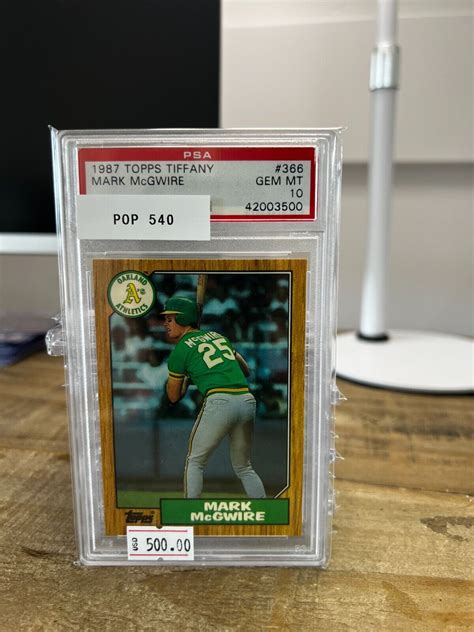 PSA
1987 TOPPS TIFFANY #366
MARK McGWIRE GEM MT
10
42003500
POP 540
OAKLAND
A's
ATHLETICS
McGWIRE
25
MARK
McGWIRE
Topps
USD 500.00